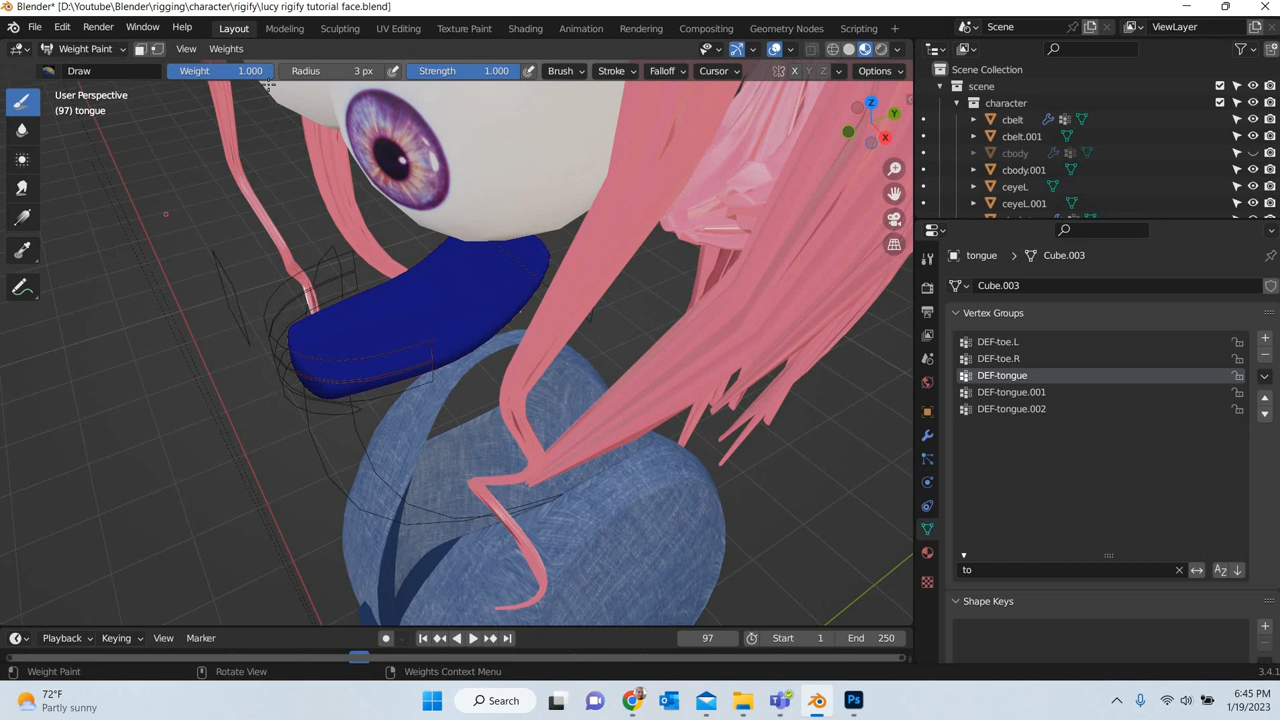 Blender* [D:\Youtube\Blender\rigging\character\rigify\lucy rigify tutorial face.blend]
File Edit Render Window Help Layout Modeling Sculpting UV Editing Texture Paint Shading Animation Rendering Compositing Geometry Nodes Scripting + Scene ViewLayer
Weight Paint View Weights
Draw Weight 1.000 Radius 3 px Strength 1.000 Brush Stroke Falloff Cursor X Y Z Options
Scene Collection
scene
character
cbelt
cbelt.001
cbody
cbody.001
ceyeL
ceyeL.001
User Perspective
(97) tongue
Z
Y
X
tongue > Cube.003
Cube.003
Vertex Groups
DEF-toe.L
DEF-toe.R
DEF-tongue
DEF-tongue.001
DEF-tongue.002
to
Shape Keys
Playback Keying View Marker 97 Start 1 End 250
Weight Paint Rotate View Weights Context Menu 3.4.1
72°F
Partly sunny
Search
6:45 PM
1/19/2023